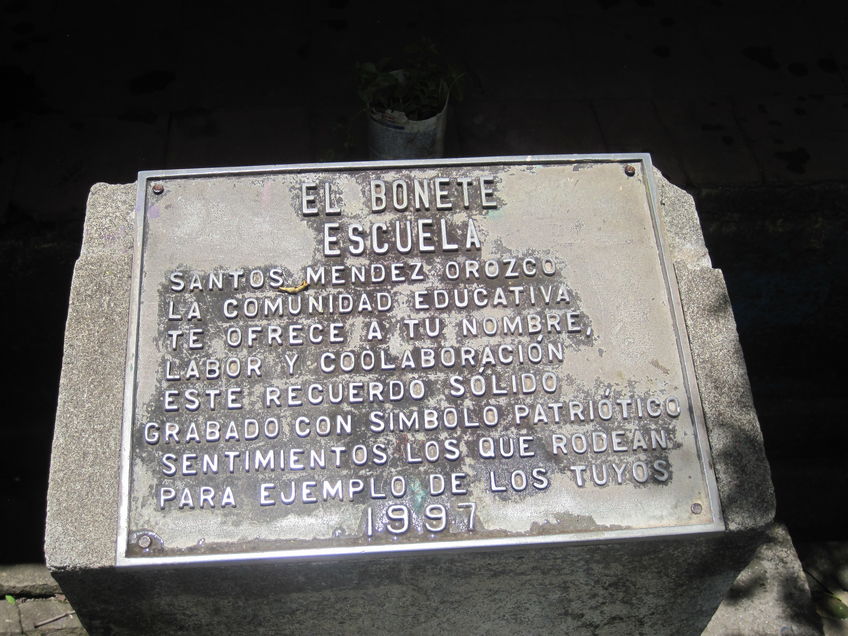 EL BONETE
ESCUELA
SANTOS MENDEZ OROZCO
LA COMUNIDAD EDUCATIVA
TE OFRECE A TU NOMBRE,
LABOR Y COOLABORACIÓN
ESTE RECUERDO SÓLIDO
GRABADO CON SIMBOLO PATRIÓTICO
SENTIMIENTOS LOS QUE RODEAN
PARA EJEMPLO DE LOS TUYOS
1997